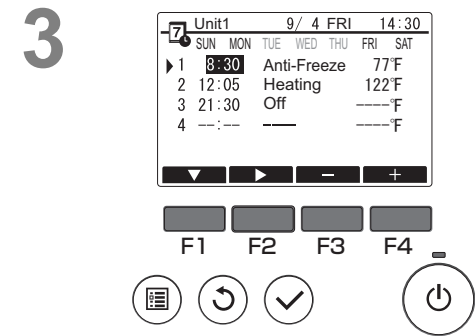 3
Unit1 9/ 4 FRI 14:30
7
SUN MON TUE WED THU FRI SAT
1 8:30 Anti-Freeze 77°F
2 12:05 Heating 122°F
3 21:30 Off ----°F
4 --:-- ---- ----°F
− +
F1 F2 F3 F4